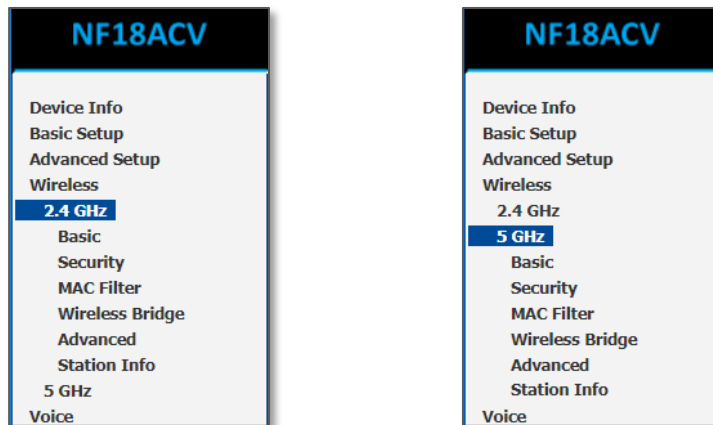 NF18ACV
Device Info
Basic Setup
Advanced Setup
Wireless
2.4 GHz
Basic
Security
MAC Filter
Wireless Bridge
Advanced
Station Info
5 GHz
Voice
NF18ACV
Device Info
Basic Setup
Advanced Setup
Wireless
2.4 GHz
5 GHz
Basic
Security
MAC Filter
Wireless Bridge
Advanced
Station Info
Voice